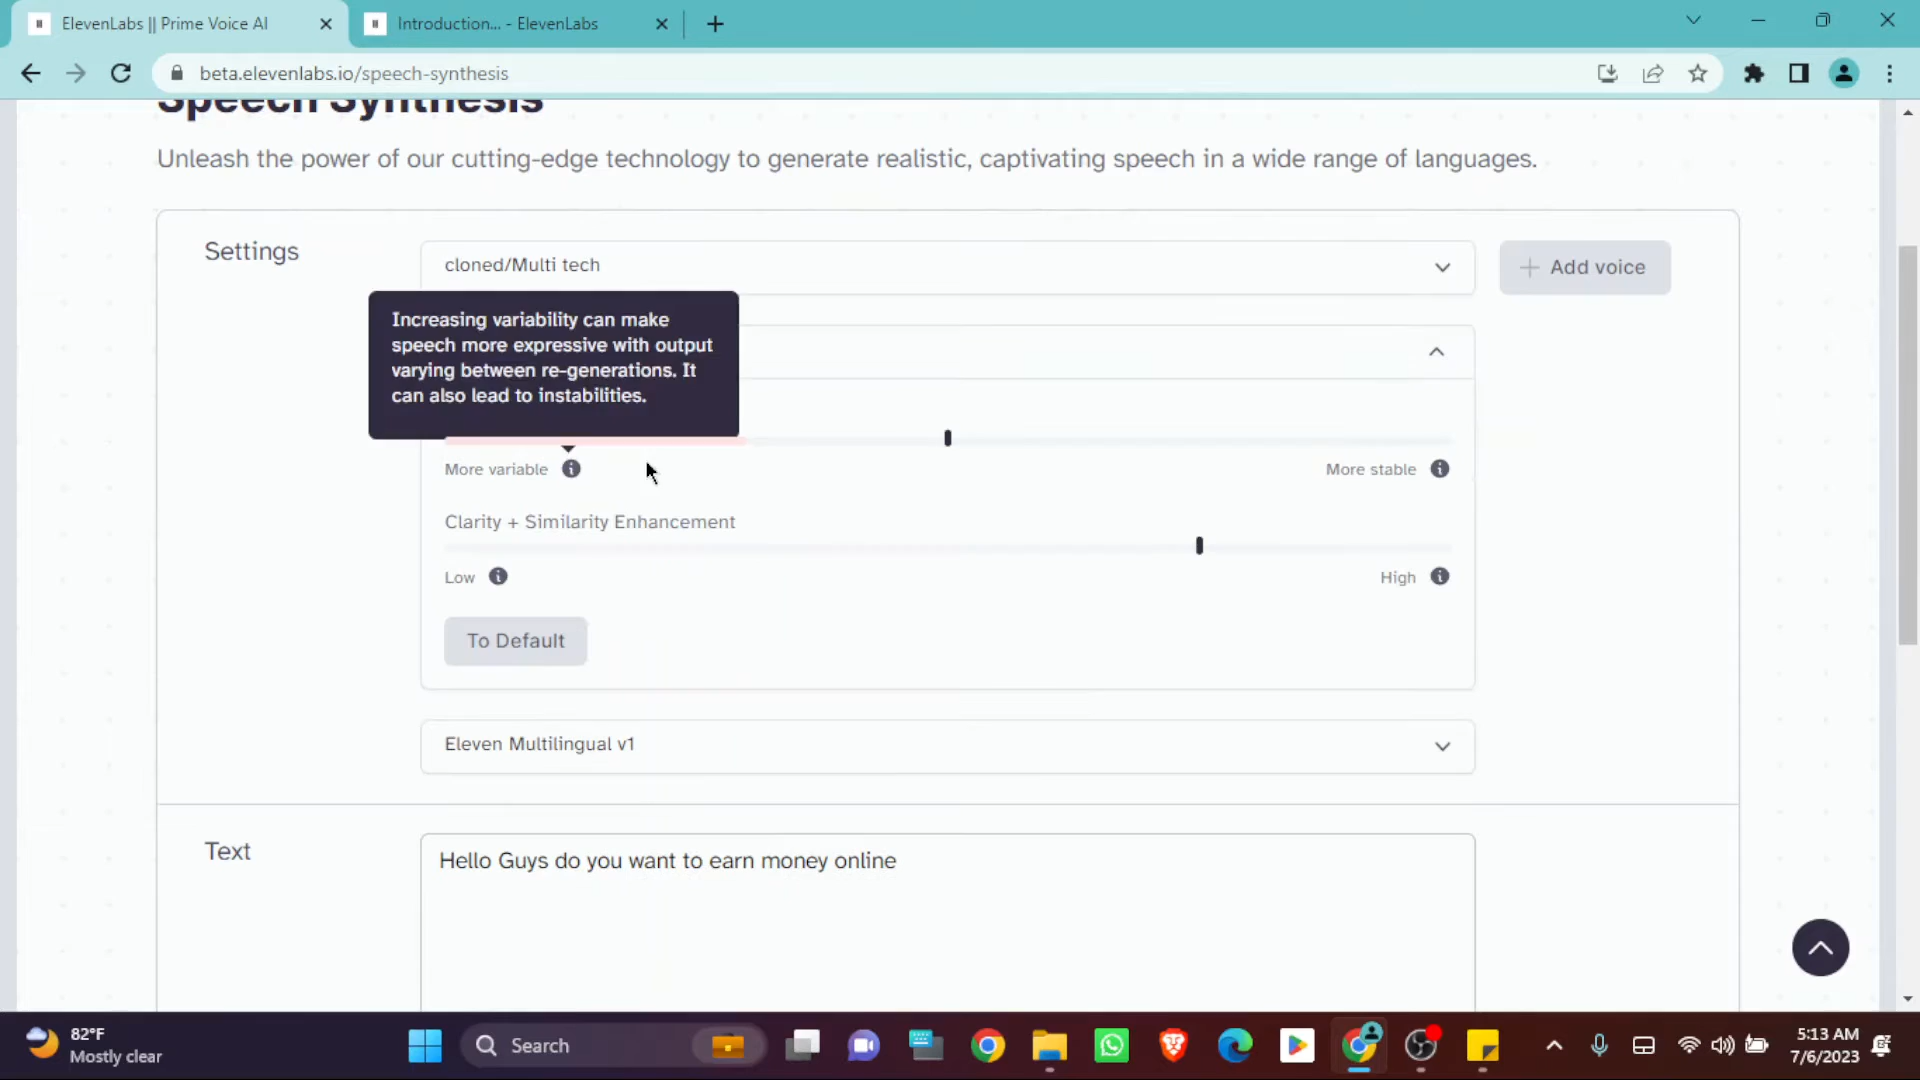 ElevenLabs || Prime Voice AI
Introduction... - ElevenLabs
beta.elevenlabs.io/speech-synthesis
Speech Synthesis
Unleash the power of our cutting-edge technology to generate realistic, captivating speech in a wide range of languages.
Settings
cloned/Multi tech
+ Add voice
Increasing variability can make
speech more expressive with output
varying between re-generations. It
can also lead to instabilities.
More variable
More stable
Clarity + Similarity Enhancement
Low
High
To Default
Eleven Multilingual v1
Text
Hello Guys do you want to earn money online
82°F
Mostly clear
Search
5:13 AM
7/6/2023